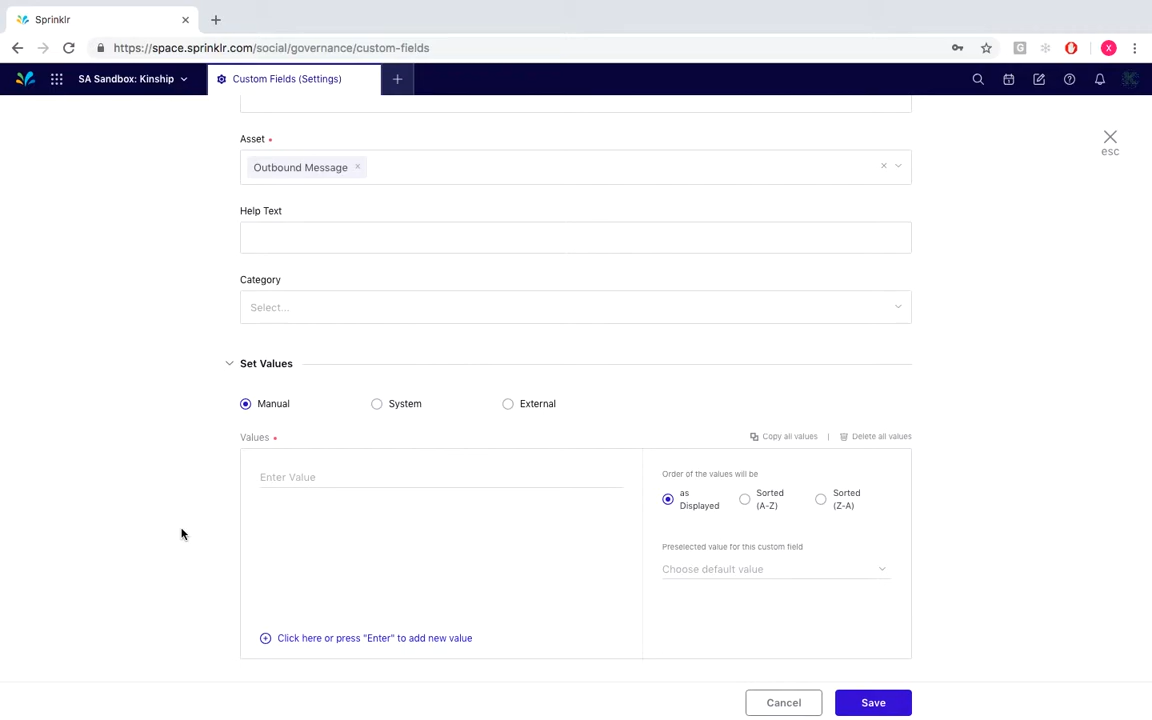 Sprinklr
https://space.sprinklr.com/social/governance/custom-fields
G
X
SA Sandbox: Kinship
Custom Fields (Settings)
Asset
esc
Outbound Message
Help Text
Category
Select...
Set Values
Manual
System
External
Values
Copy all values | Delete all values
Enter Value
Order of the values will be
as Displayed
Sorted (A-Z)
Sorted (Z-A)
Preselected value for this custom field
Choose default value
Click here or press "Enter" to add new value
Cancel
Save